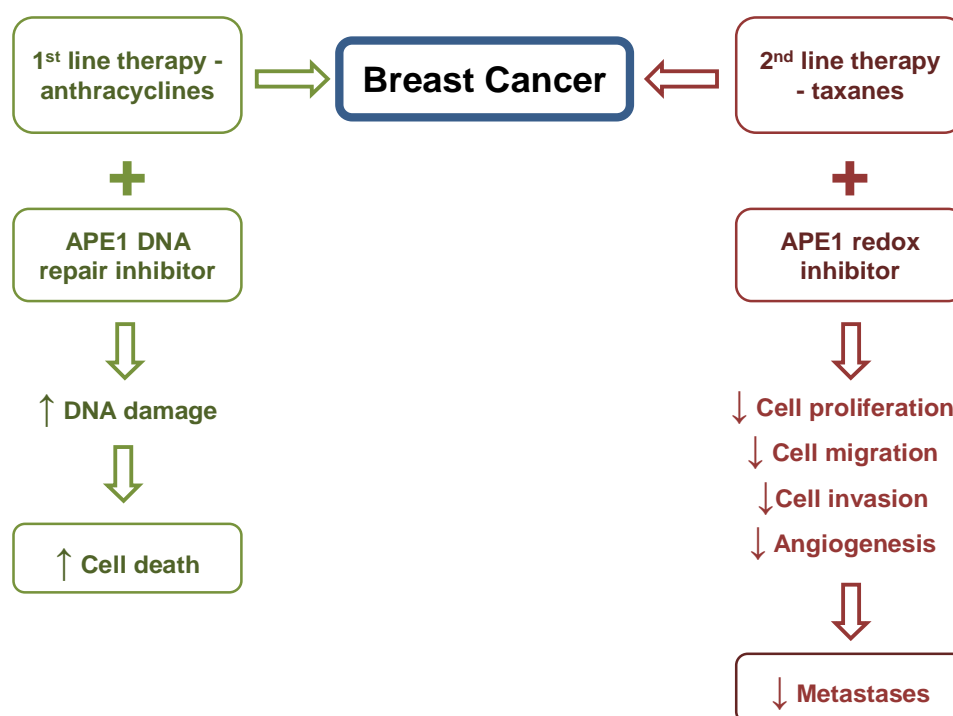 1st line therapy -
anthracyclines
Breast Cancer
2nd line therapy
- taxanes
+
+
APE1 DNA
repair inhibitor
APE1 redox
inhibitor
↑ DNA damage
↑ Cell death
↓ Cell proliferation
↓ Cell migration
↓Cell invasion
↓ Angiogenesis
↓ Metastases